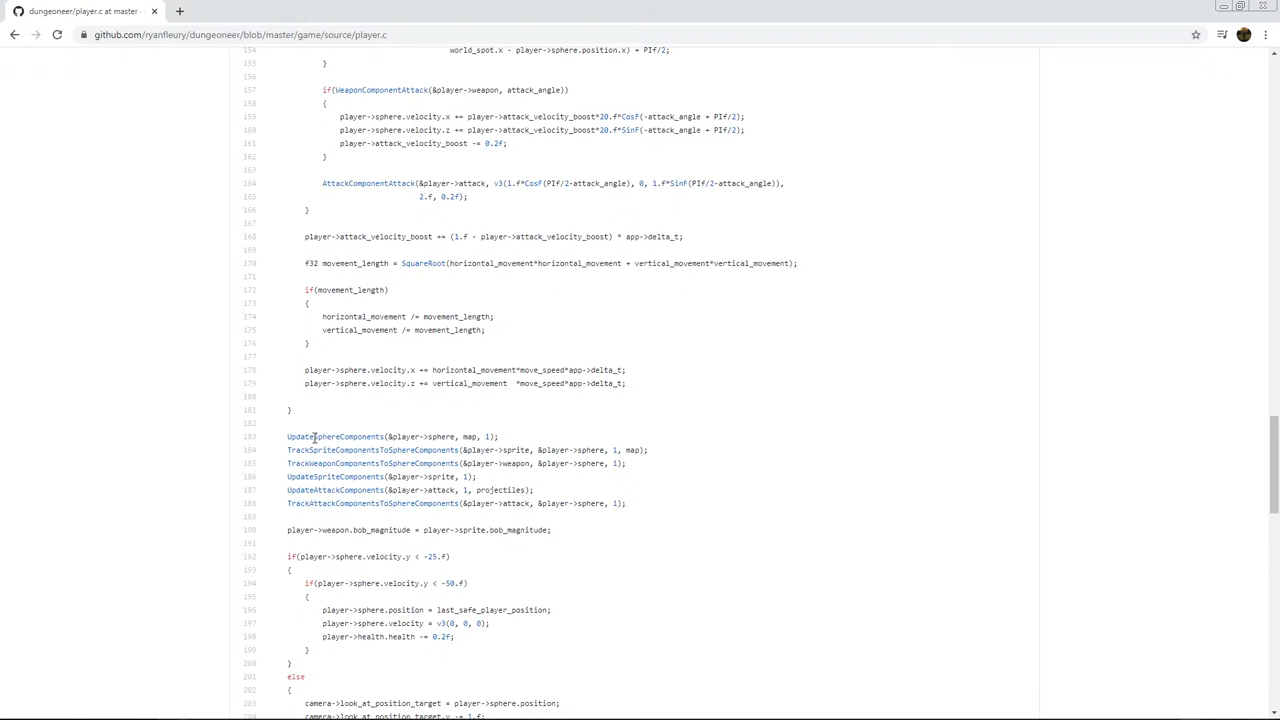 dungeoneer/player.c at master
github.com/ryanfleury/dungeoneer/blob/master/game/source/player.c
154 world_spot.x - player->sphere.position.x) + PIf/2;
155 }
156
157 if(WeaponComponentAttack(&player->weapon, attack_angle))
158 {
159 player->sphere.velocity.x += player->attack_velocity_boost*20.f*CosF(-attack_angle + PIf/2);
160 player->sphere.velocity.z += player->attack_velocity_boost*20.f*SinF(-attack_angle + PIf/2);
161 player->attack_velocity_boost -= 0.2f;
162 }
163
164 AttackComponentAttack(&player->attack, v3(1.f*CosF(PIf/2-attack_angle), 0, 1.f*SinF(PIf/2-attack_angle)),
165 2.f, 0.2f);
166 }
167
168 player->attack_velocity_boost += (1.f - player->attack_velocity_boost) * app->delta_t;
169
170 f32 movement_length = SquareRoot(horizontal_movement*horizontal_movement + vertical_movement*vertical_movement);
171
172 if(movement_length)
173 {
174 horizontal_movement /= movement_length;
175 vertical_movement /= movement_length;
176 }
177
178 player->sphere.velocity.x += horizontal_movement*move_speed*app->delta_t;
179 player->sphere.velocity.z += vertical_movement  *move_speed*app->delta_t;
180
181 }
182
183 UpdateSphereComponents(&player->sphere, map, 1);
184 TrackSpriteComponentsToSphereComponents(&player->sprite, &player->sphere, 1, map);
185 TrackWeaponComponentsToSphereComponents(&player->weapon, &player->sphere, 1);
186 UpdateSpriteComponents(&player->sprite, 1);
187 UpdateAttackComponents(&player->attack, 1, projectiles);
188 TrackAttackComponentsToSphereComponents(&player->attack, &player->sphere, 1);
189
190 player->weapon.bob_magnitude = player->sprite.bob_magnitude;
191
192 if(player->sphere.velocity.y < -25.f)
193 {
194 if(player->sphere.velocity.y < -50.f)
195 {
196 player->sphere.position = last_safe_player_position;
197 player->sphere.velocity = v3(0, 0, 0);
198 player->health.health -= 0.2f;
199 }
200 }
201 else
202 {
203 camera->look_at_position_target = player->sphere.position;
204 camera->look_at_position_target.y -= 1.f;